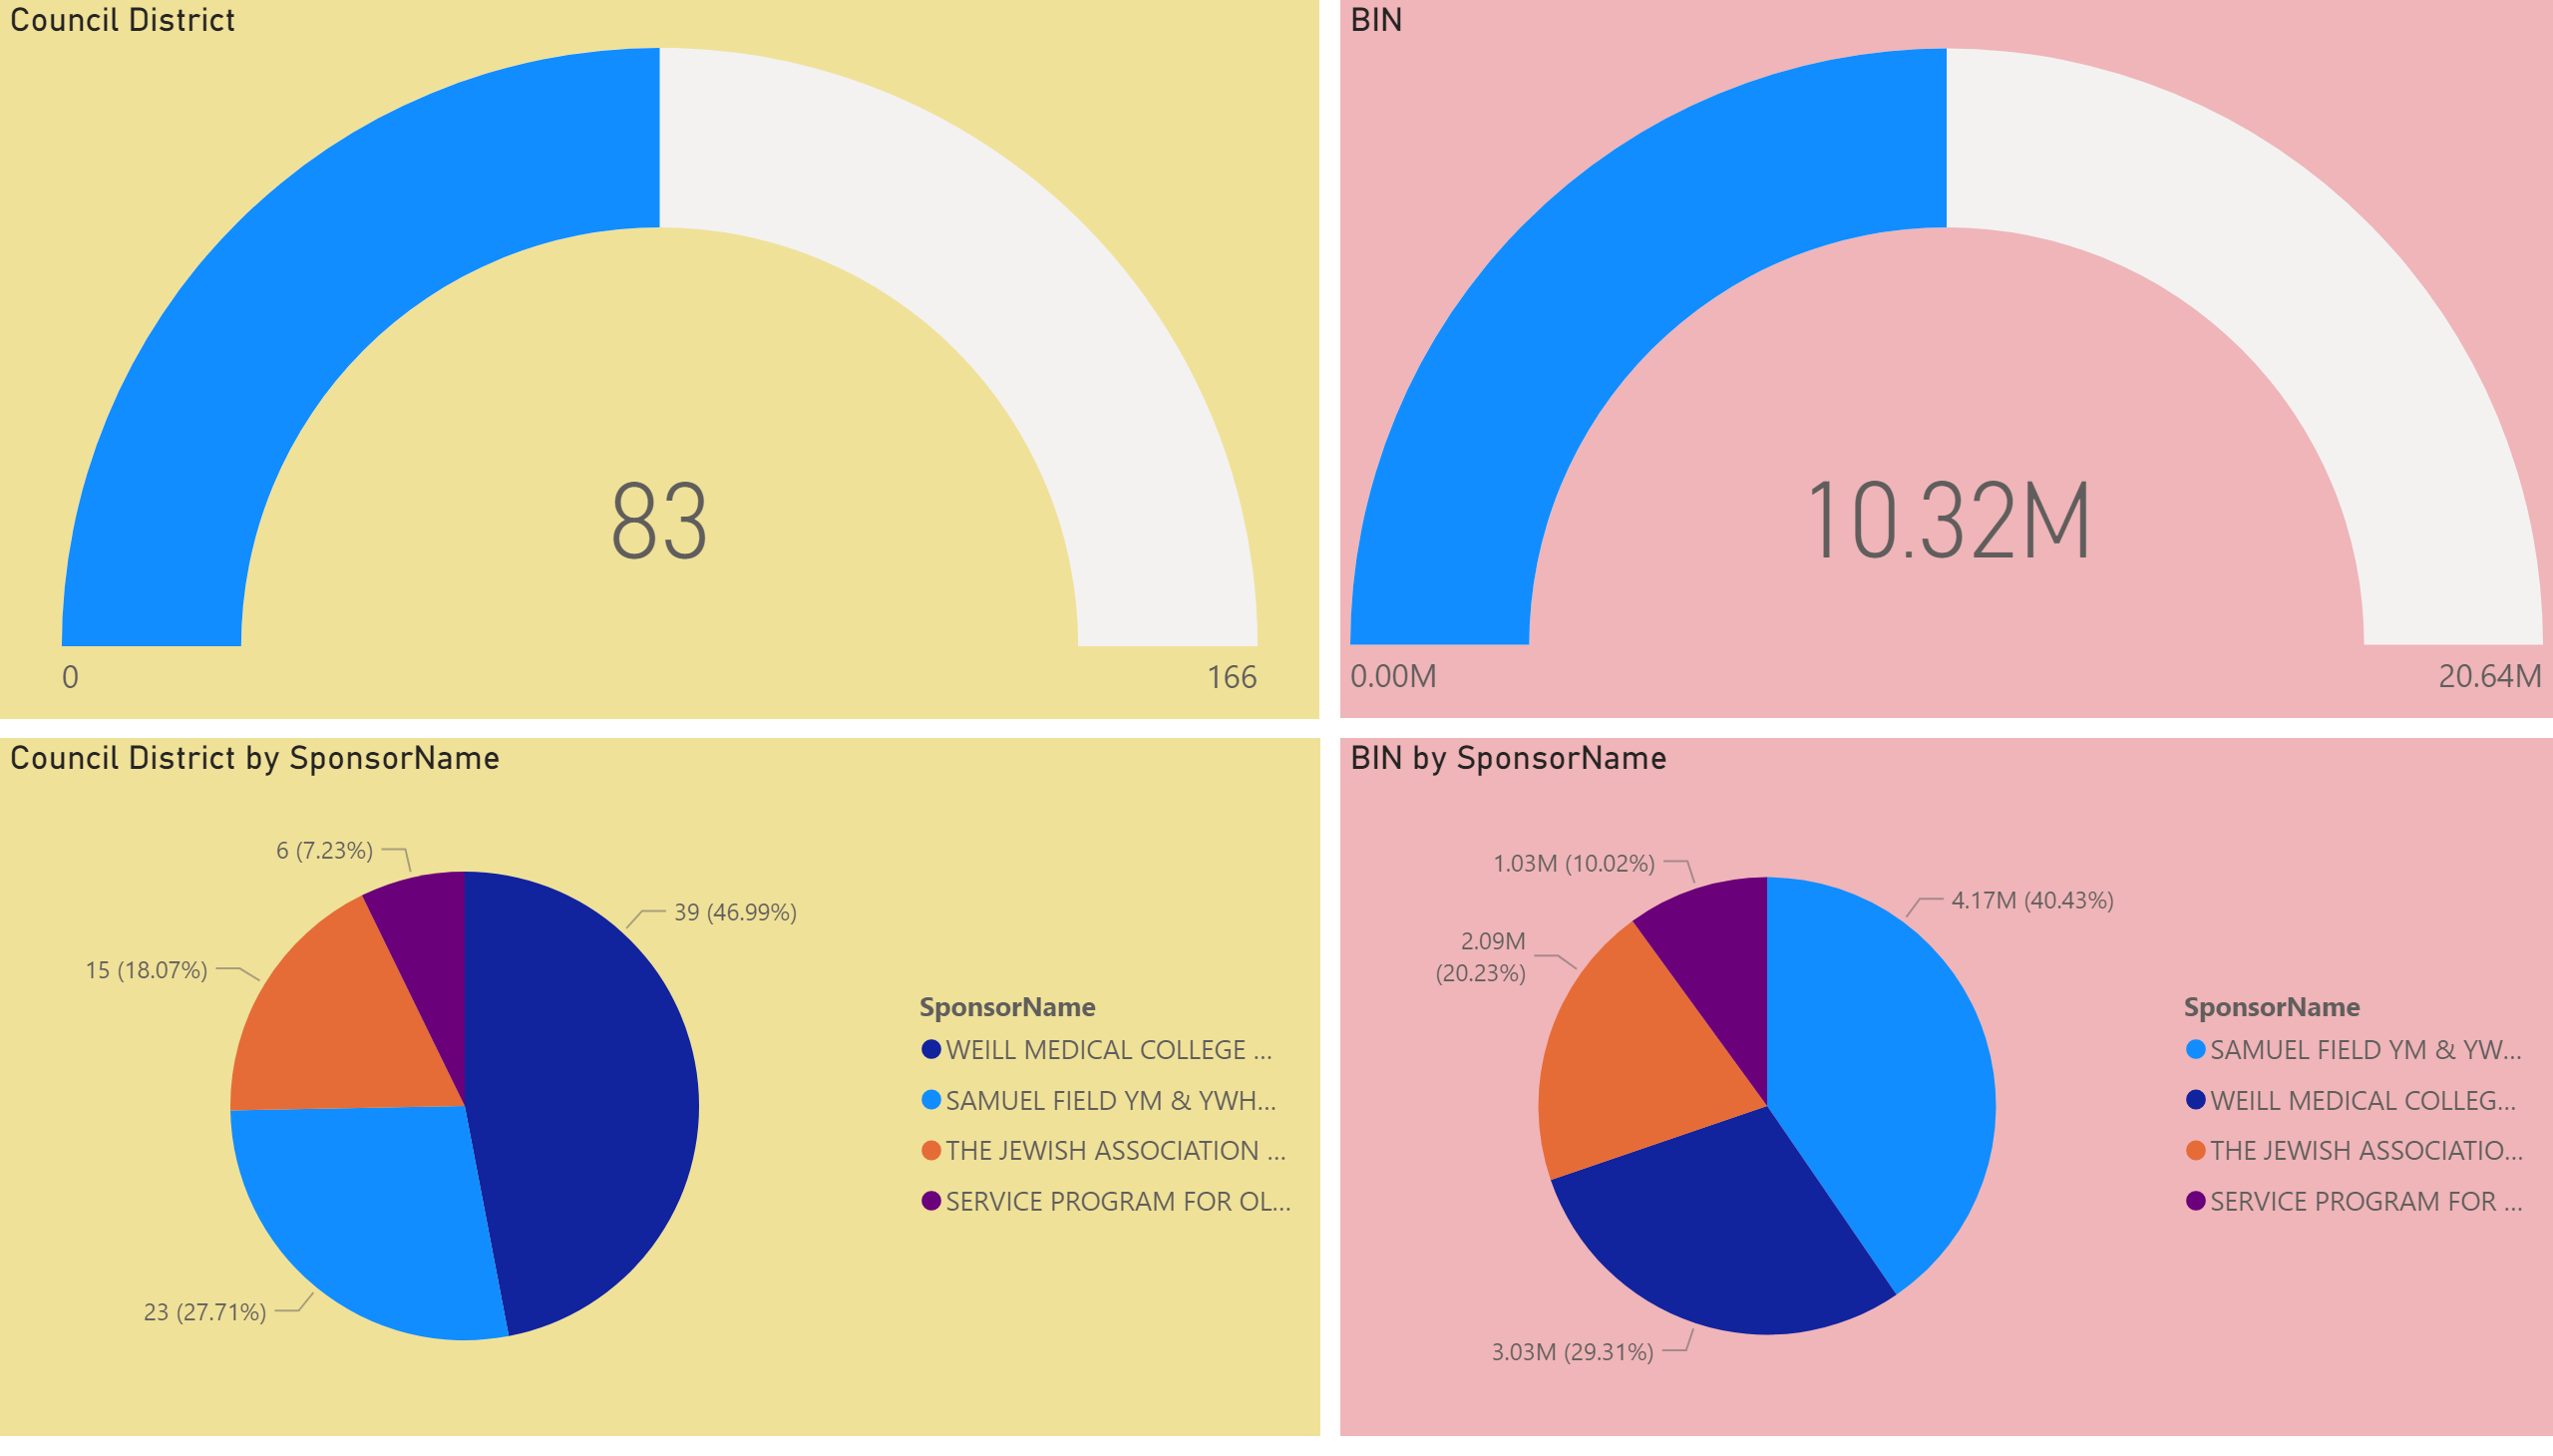 Council District
83
0
166
BIN
10.32M
0.00M
20.64M
Council District by SponsorName
6 (7.23%)
39 (46.99%)
15 (18.07%)
23 (27.71%)
SponsorName
WEILL MEDICAL COLLEGE ...
SAMUEL FIELD YM & YWH...
THE JEWISH ASSOCIATION ...
SERVICE PROGRAM FOR OL...
BIN by SponsorName
1.03M (10.02%)
4.17M (40.43%)
2.09M
(20.23%)
3.03M (29.31%)
SponsorName
SAMUEL FIELD YM & YW...
WEILL MEDICAL COLLEG...
THE JEWISH ASSOCIATIO...
SERVICE PROGRAM FOR ...